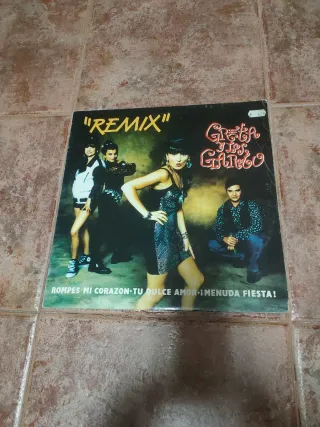 "REMIX"
GRETA
Y LOS
GARBO
ROMPES MI CORAZON-TU DULCE AMOR-¡MENUDA FIESTA!